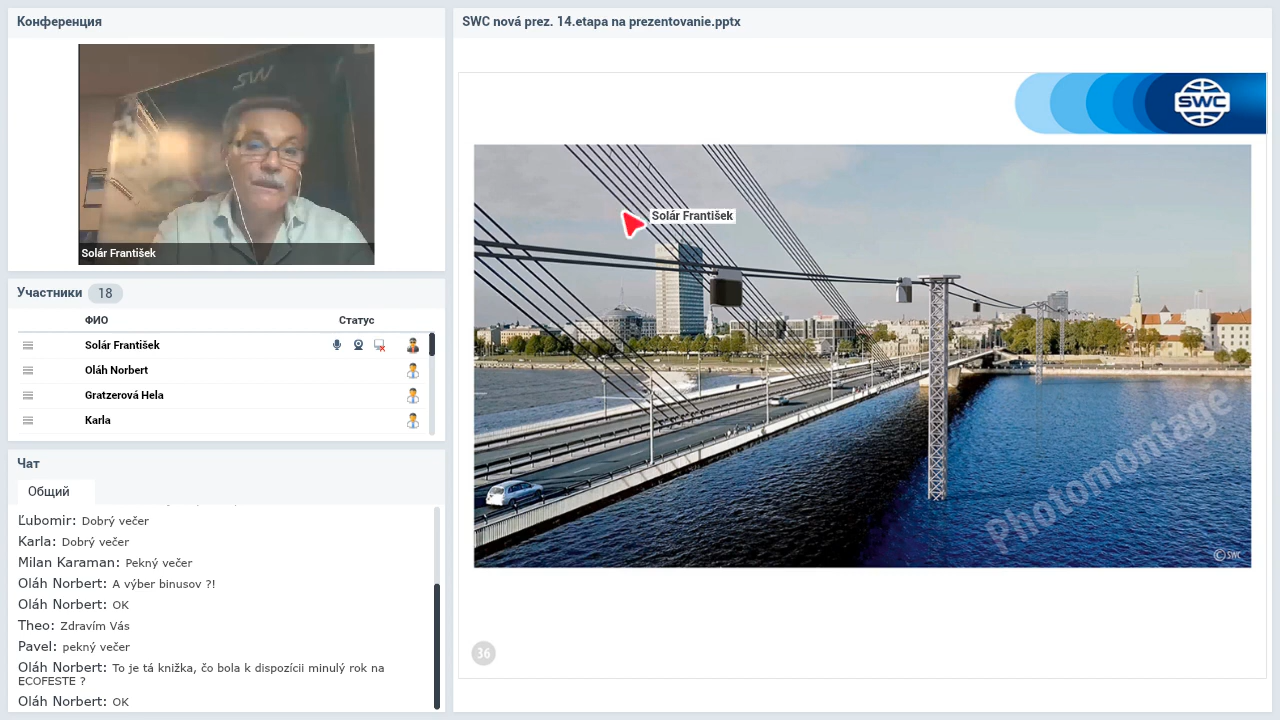 Конференция
SW
Solár František
Участники 18
ФИО Статус
Solár František
Oláh Norbert
Gratzerová Hela
Karla
Чат
Общий
Ľubomir: Dobrý večer
Karla: Dobrý večer
Milan Karaman: Pekný večer
Oláh Norbert: A výber binusov ?!
Oláh Norbert: OK
Theo: Zdravím Vás
Pavel: pekný večer
Oláh Norbert: To je tá knižka, čo bola k dispozícii minulý rok na
ECOFESTE ?
Oláh Norbert: OK
SWC nová prez. 14.etapa na prezentovanie.pptx
SWC
Solár František
Photomontage
© SWC
36